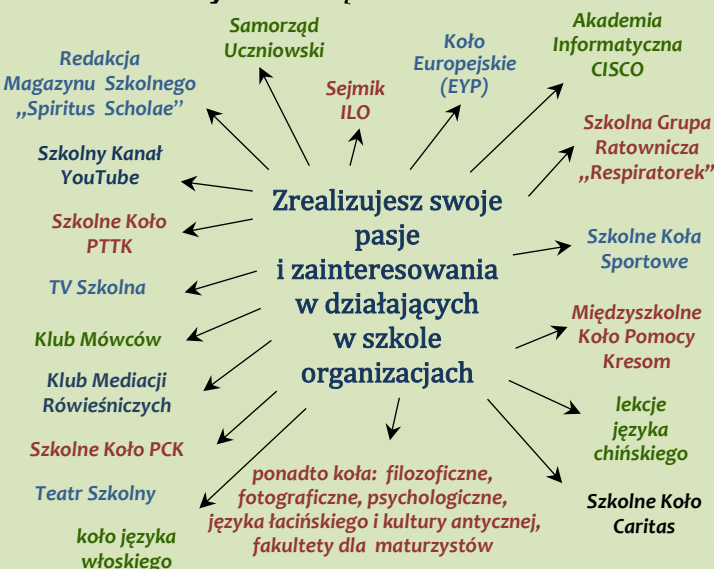 Samorząd
Uczniowski
Redakcja
Magazynu Szkolnego
„Spiritus Scholae”
Sejmik
ILO
Koło
Europejskie
(EYP)
Akademia
Informatyczna
CISCO
Szkolny Kanał
YouTube
Szkolna Grupa
Ratownicza
„Respiratorek”
Szkolne Koło
PTTK
Zrealizujesz swoje
pasje
i zainteresowania
w działających
w szkole
organizacjach
Szkolne Koła
Sportowe
TV Szkolna
Klub Mówców
Międzyszkolne
Koło Pomocy
Kresom
Klub Mediacji
Rówieśniczych
lekcje
języka
chińskiego
Szkolne Koło PCK
Teatr Szkolny
ponadto koła: filozoficzne,
fotograficzne, psychologiczne,
języka łacińskiego i kultury antycznej,
fakultety dla maturzystów
Szkolne Koło
Caritas
koło języka
włoskiego